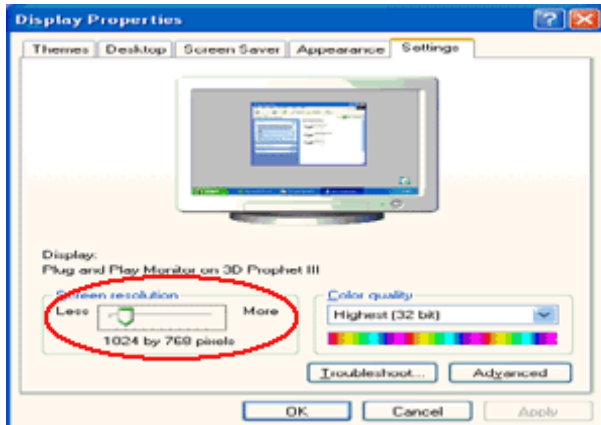 Display Properties
Themes Desktop Screen Saver Appearance Settings
Display:
Plug and Play Monitor on 3D Prophet III
Screen resolution
Less More
1024 by 768 pixels
Color quality
Highest (32 bit)
Troubleshoot... Advanced
OK Cancel Apply